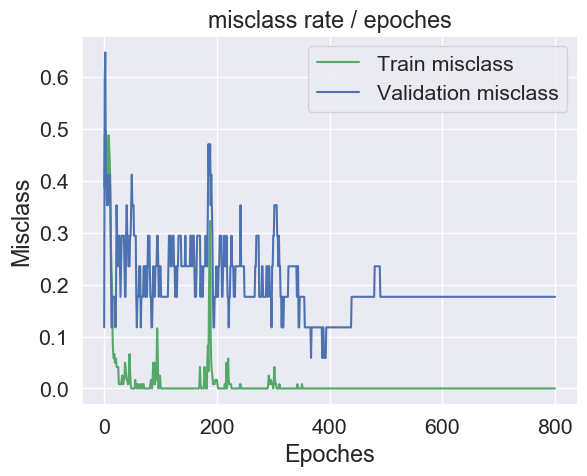 misclass rate / epoches
Train misclass
Validation misclass
Misclass
0.6
0.5
0.4
0.3
0.2
0.1
0.0
0 200 400 600 800
Epoches